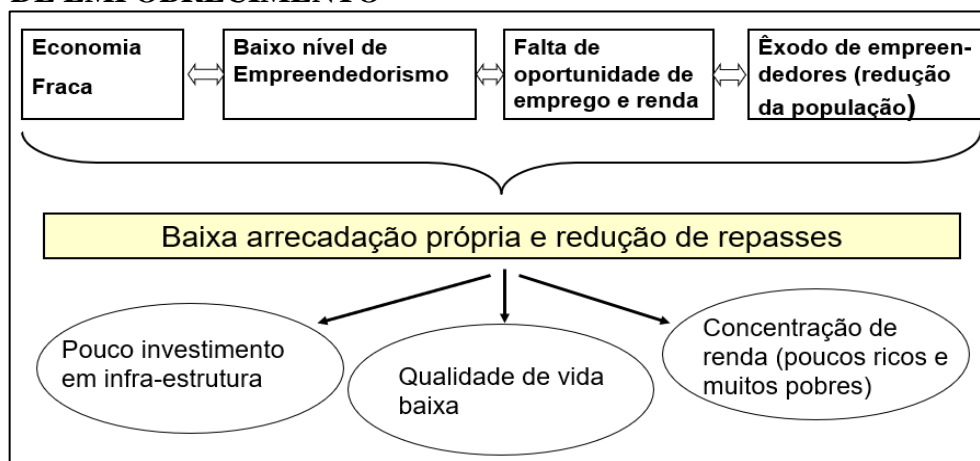 DE EMPOBRECIMENTO
Economia
Fraca
Baixo nível de
Empreendedorismo
Falta de
oportunidade de
emprego e renda
Êxodo de empreen-
dedores (redução
da população)
Baixa arrecadação própria e redução de repasses
Pouco investimento
em infra-estrutura
Qualidade de vida
baixa
Concentração de
renda (poucos ricos e
muitos pobres)